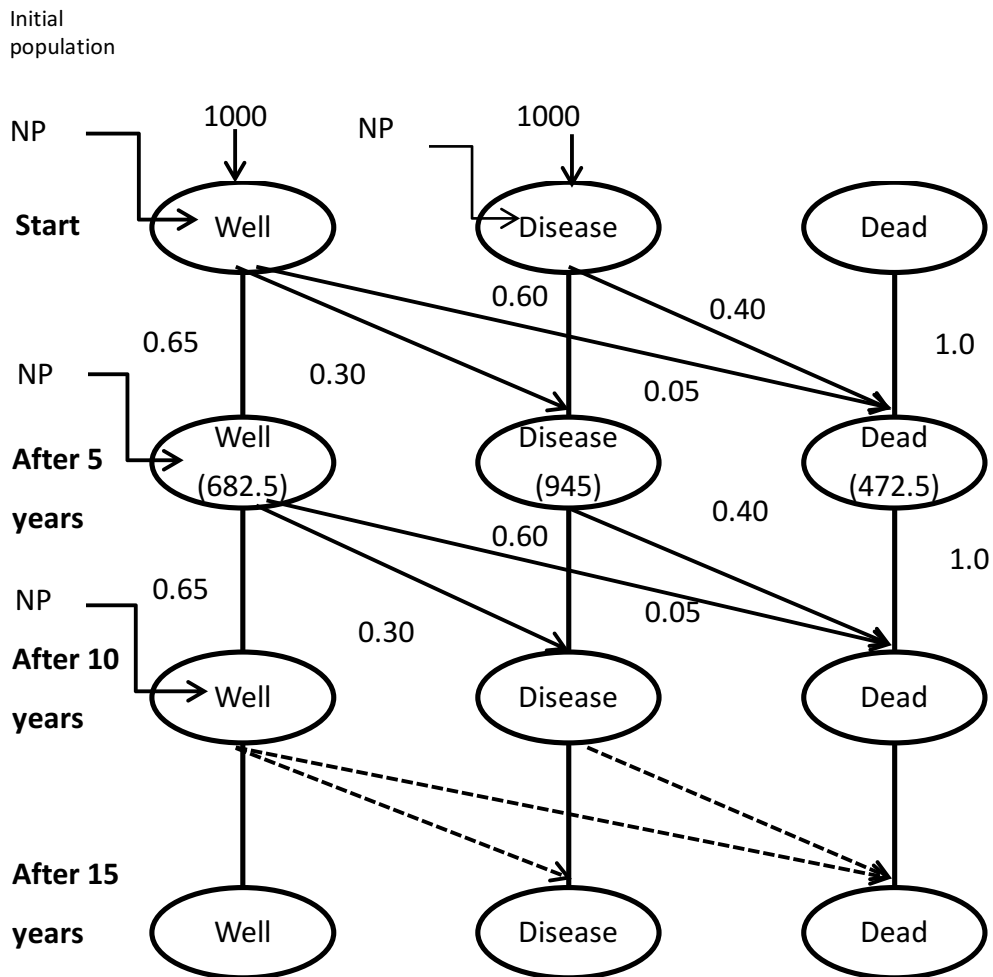 Initial
population
NP
1000
NP
1000
Start
Well
Disease
Dead
0.65
0.30
0.60
0.05
0.40
1.0
NP
After 5
years
Well
(682.5)
Disease
(945)
Dead
(472.5)
0.65
0.30
0.60
0.05
0.40
1.0
NP
After 10
years
Well
Disease
Dead
After 15
years
Well
Disease
Dead